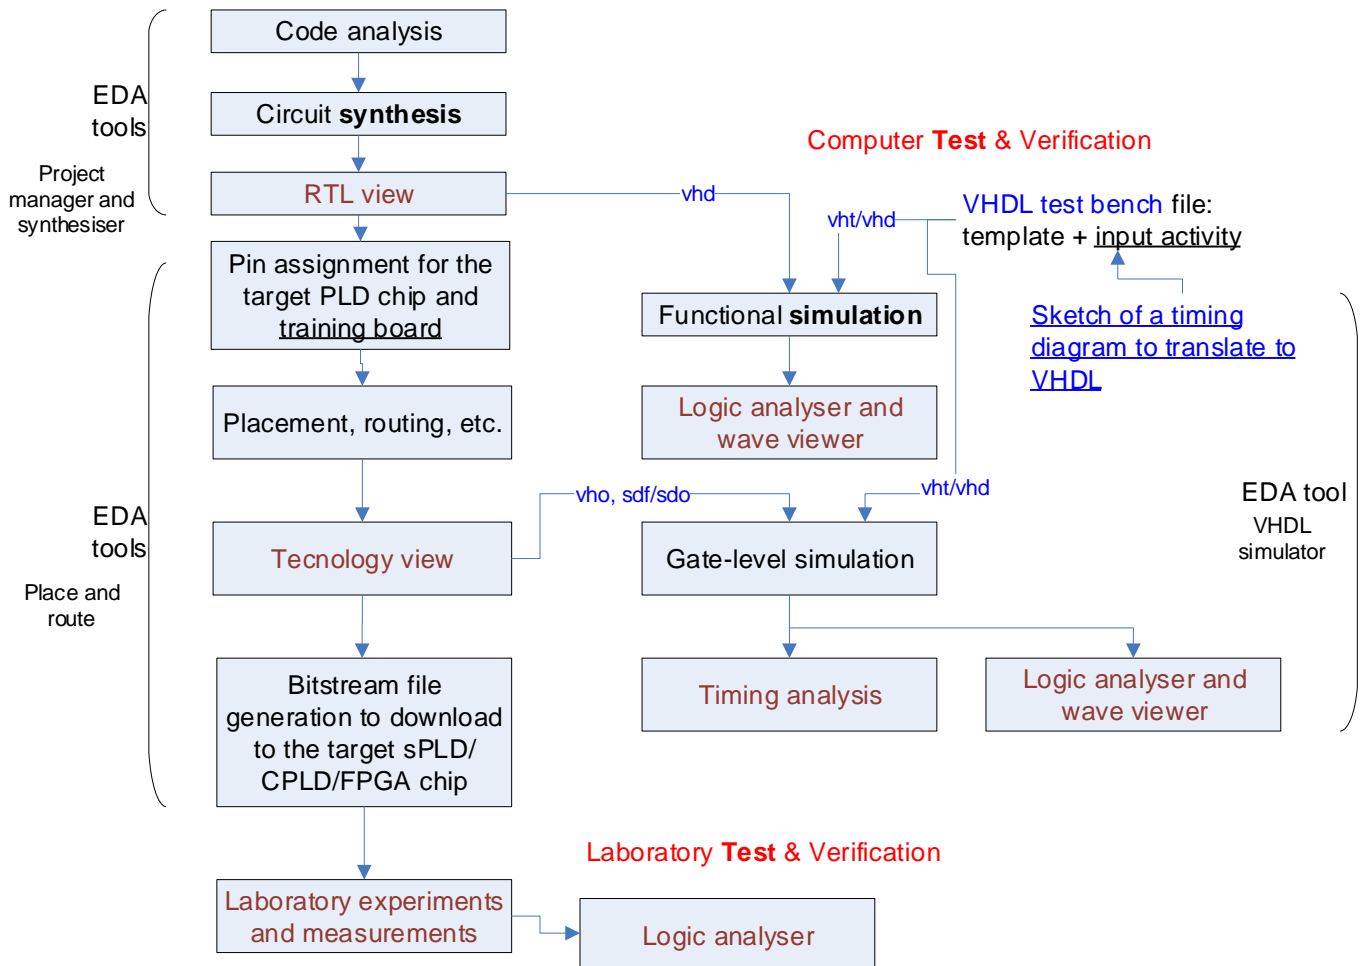 Code analysis
EDA
tools
Circuit synthesis
Computer Test & Verification
Project
manager and
synthesiser
RTL view
vhd
VHDL test bench file:
template + input activity
vht/vhd
Pin assignment for the
target PLD chip and
training board
Functional simulation
Sketch of a timing
diagram to translate to
VHDL
Placement, routing, etc.
Logic analyser and
wave viewer
vho, sdf/sdo
vht/vhd
EDA tool
VHDL
simulator
EDA
tools
Place and
route
Tecnology view
Gate-level simulation
Bitstream file
generation to download
to the target sPLD/
CPLD/FPGA chip
Timing analysis
Logic analyser and
wave viewer
Laboratory Test & Verification
Laboratory experiments
and measurements
Logic analyser